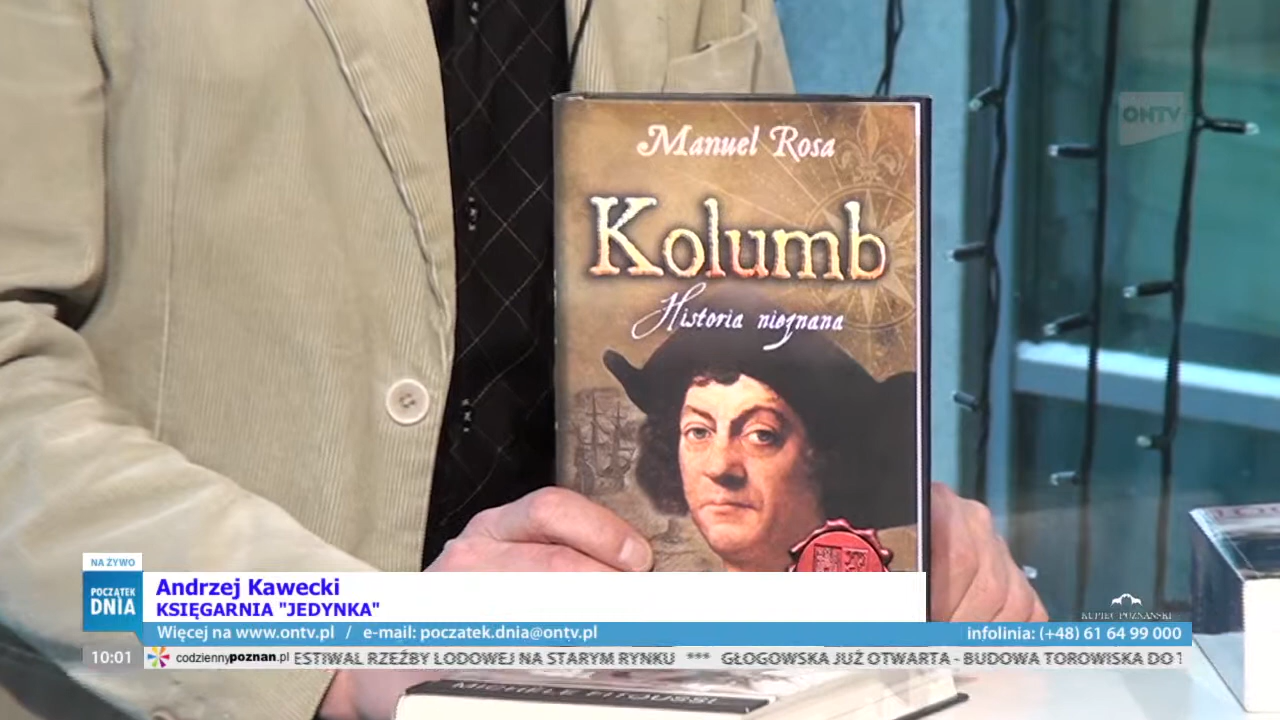 ONTV
Manuel Rosa
Kolumb
Historia nieznana
NA ŻYWO
POCZĄTEK
DNIA
Andrzej Kawecki
KSIĘGARNIA "JEDYNKA"
Więcej na www.ontv.pl / e-mail: poczatek.dnia@ontv.pl
infolinia: (+48) 61 64 99 000
KUPIEC POZNAŃSKI
10:01
codziennypoznan.pl
ESTIWAL RZEŹBY LODOWEJ NA STARYM RYNKU *** GŁOGOWSKA JUŻ OTWARTA - BUDOWA TOROWISKA DO 1
MICHÈLE FITOUSSI